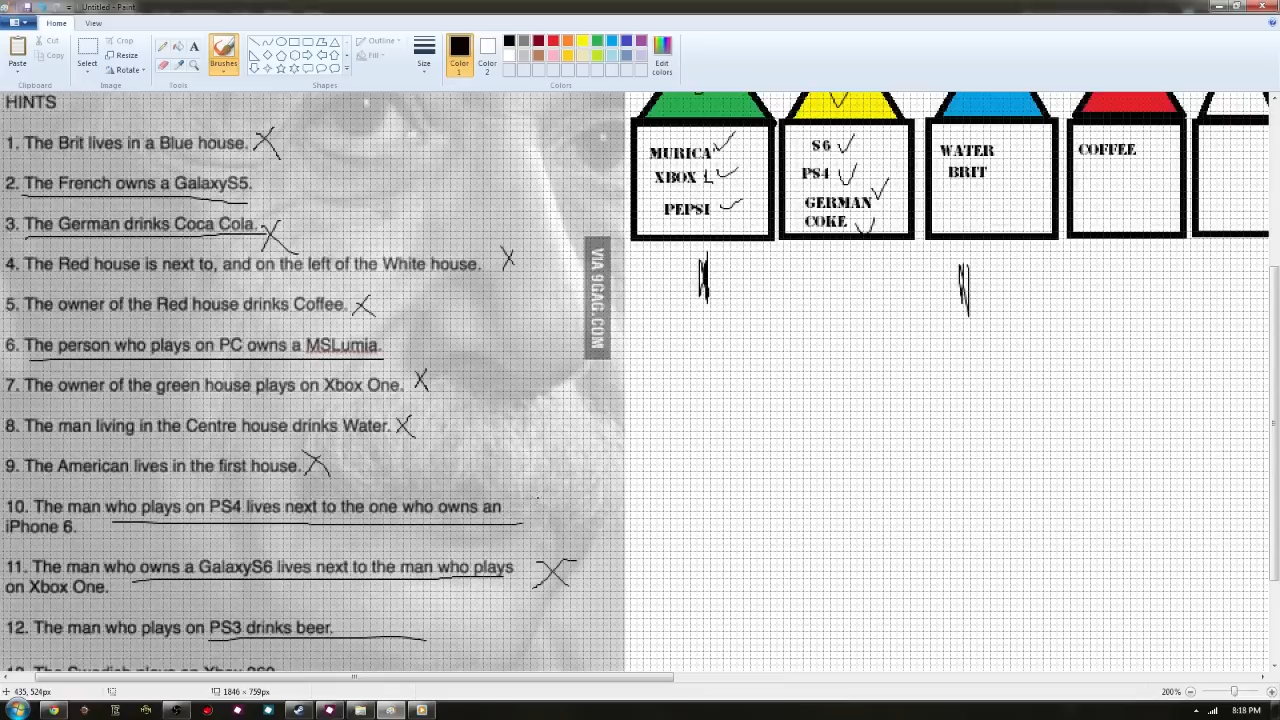 Untitled - Paint
Home
View
Paste
Cut
Copy
Clipboard
Select
Crop
Resize
Rotate
Image
Tools
Brushes
Outline
Fill
Shapes
Size
Color 1
Color 2
Edit colors
Colors
HINTS
1. The Brit lives in a Blue house.
2. The French owns a GalaxyS5.
3. The German drinks Coca Cola.
4. The Red house is next to, and on the left of the White house.
5. The owner of the Red house drinks Coffee.
6. The person who plays on PC owns a MSLumia.
7. The owner of the green house plays on Xbox One.
8. The man living in the Centre house drinks Water.
9. The American lives in the first house.
10. The man who plays on PS4 lives next to the one who owns an
iPhone 6.
11. The man who owns a GalaxyS6 lives next to the man who plays
on Xbox One.
12. The man who plays on PS3 drinks beer.
13. The Swedish plays on Xbox 360
VIA 9GAG.COM
MURICA
XBOX 1
PEPSI
S6
PS4
GERMAN
COKE
WATER
BRIT
COFFEE
435, 524px
1846 × 759px
200%
8:18 PM